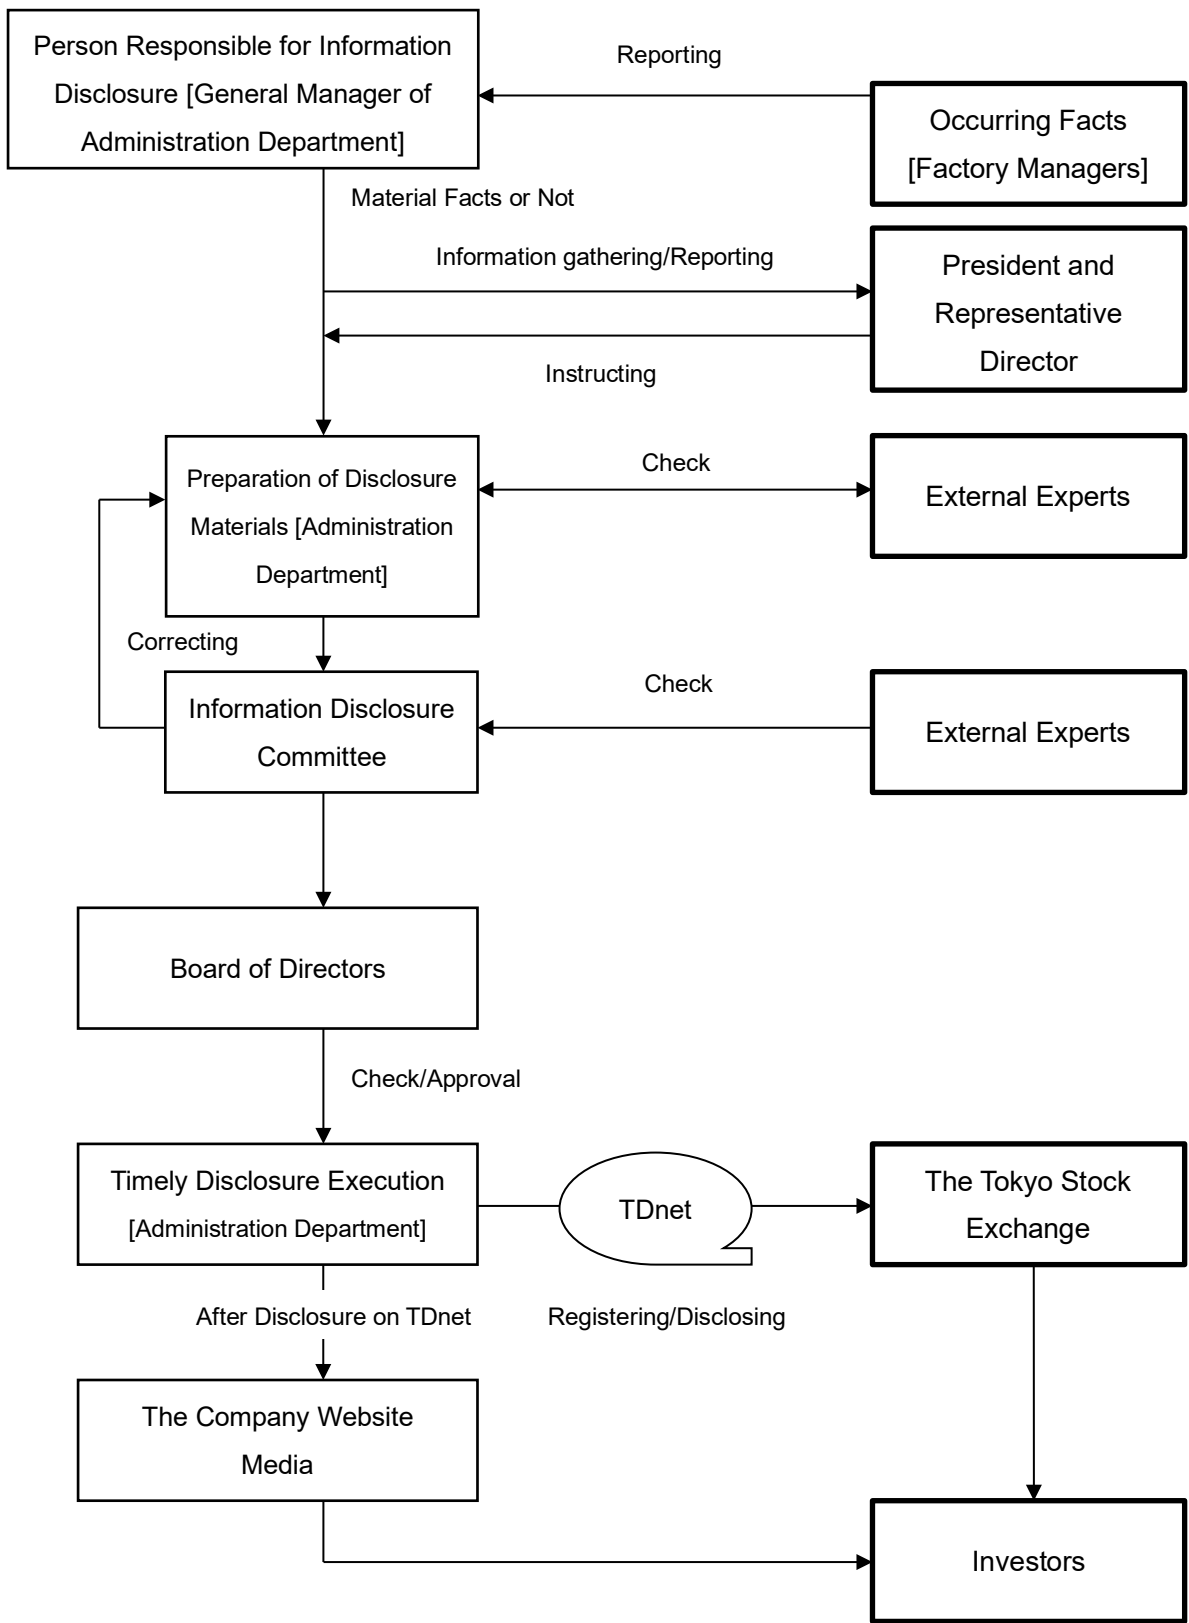 Person Responsible for Information
Disclosure [General Manager of
Administration Department]
Reporting
Occurring Facts
[Factory Managers]
Material Facts or Not
Information gathering/Reporting
President and
Representative
Director
Instructing
Preparation of Disclosure
Materials [Administration
Department]
Check
External Experts
Correcting
Information Disclosure
Committee
Check
External Experts
Board of Directors
Check/Approval
Timely Disclosure Execution
[Administration Department]
TDnet
The Tokyo Stock
Exchange
After Disclosure on TDnet
Registering/Disclosing
The Company Website
Media
Investors